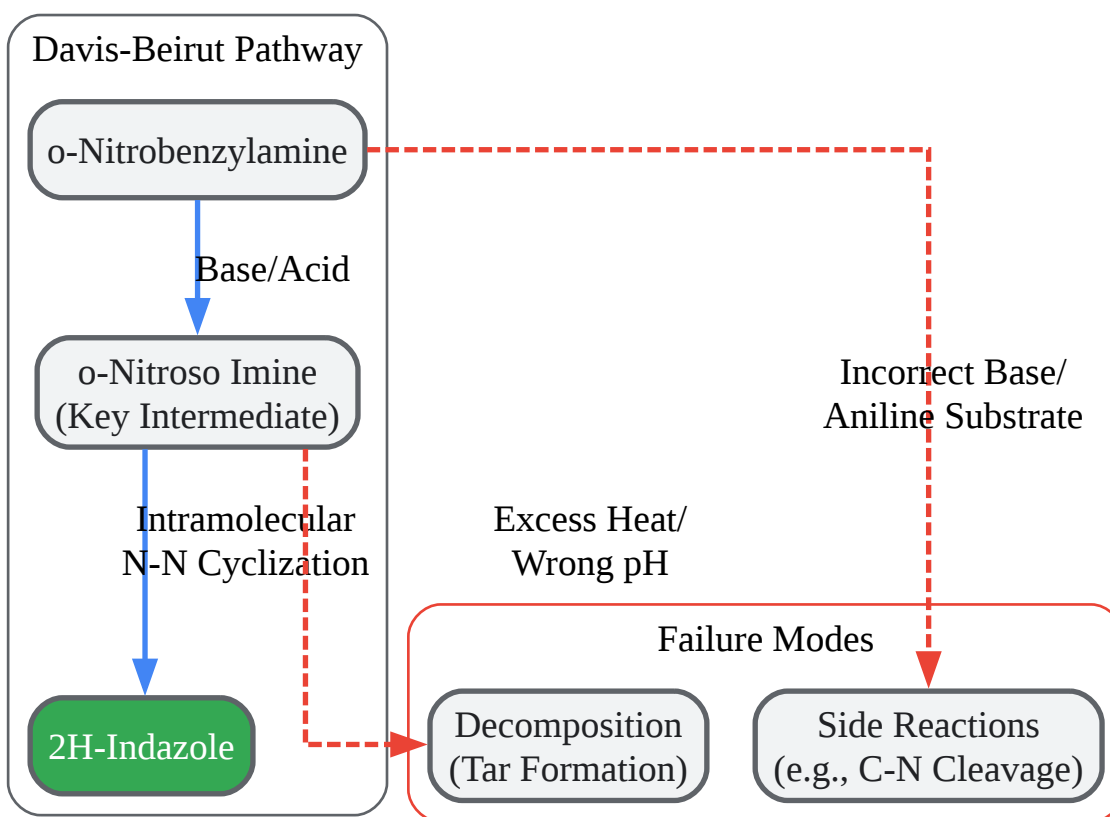 Davis-Beirut Pathway
o-Nitrobenzylamine
Base/Acid
o-Nitroso Imine
(Key Intermediate)
Incorrect Base/
Aniline Substrate
Intramolecular
N-N Cyclization
Excess Heat/
Wrong pH
Failure Modes
2H-Indazole
Decomposition
(Tar Formation)
Side Reactions
(e.g., C-N Cleavage)